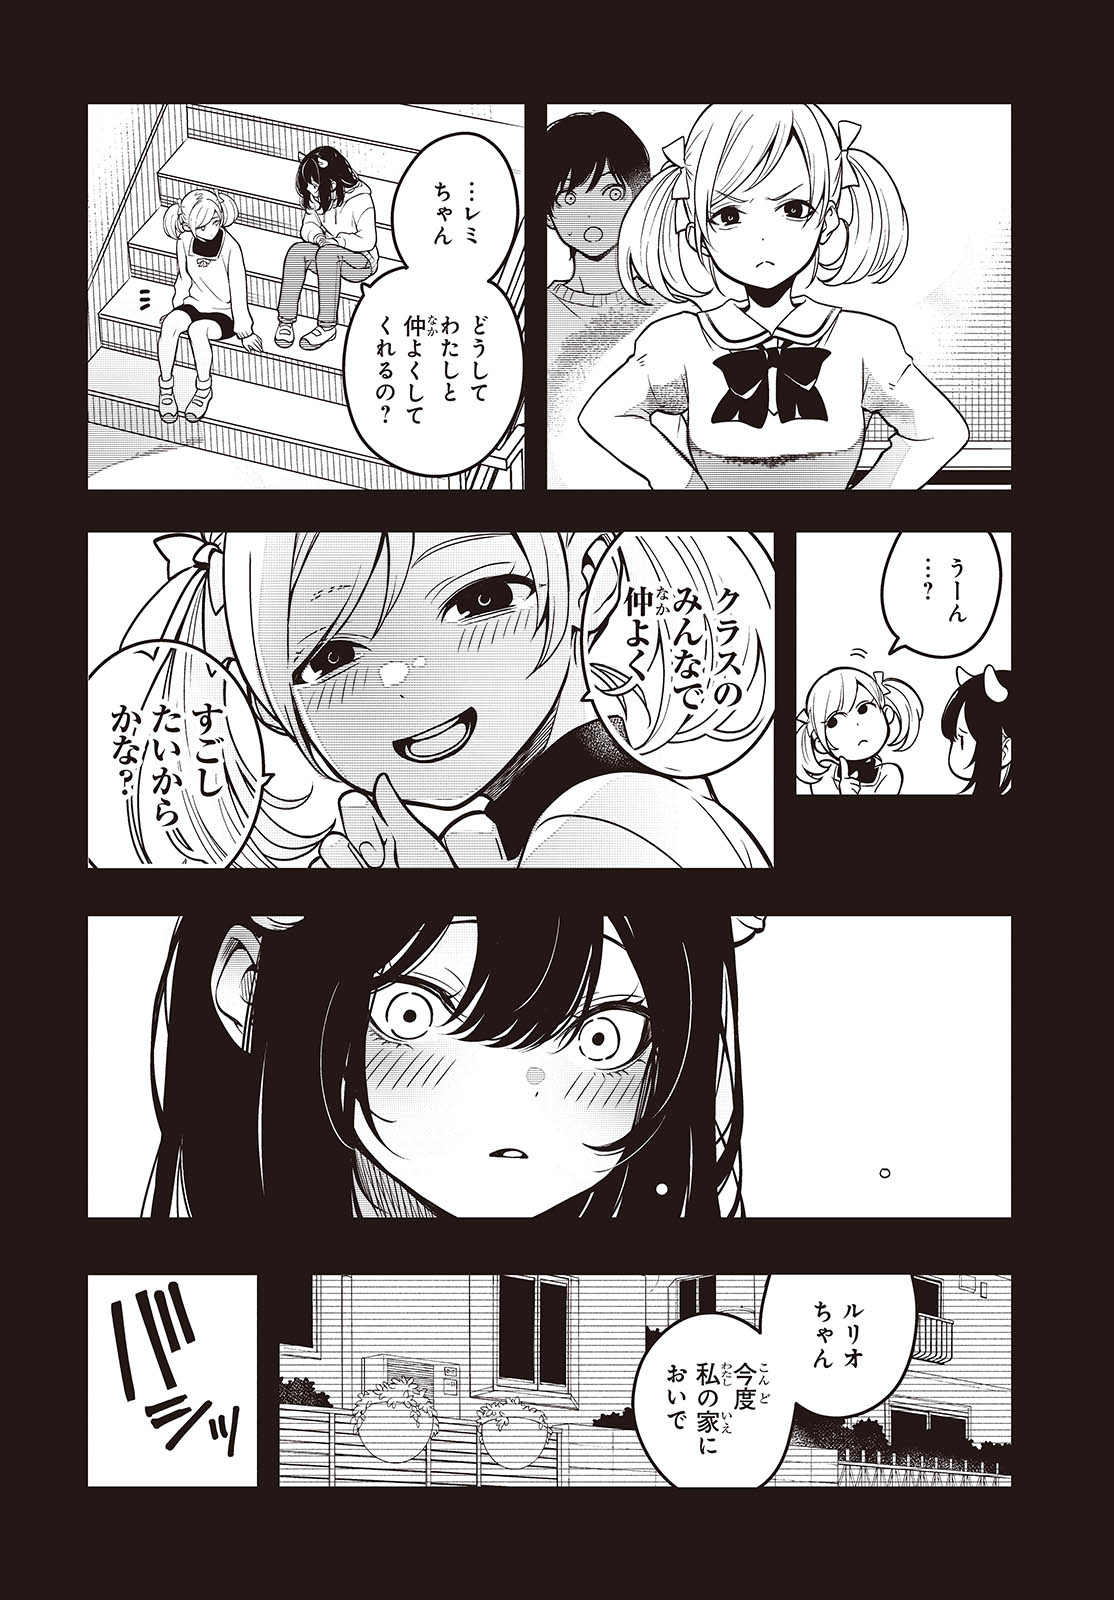 …レミ
ちゃん
どうして
わたしと
仲よくして
くれるの?
うーん
…?
クラスの
みんなで
仲よく
すごし
たいから
かな?
ルリオ
ちゃん
今度
私の家に
おいで
バシッ